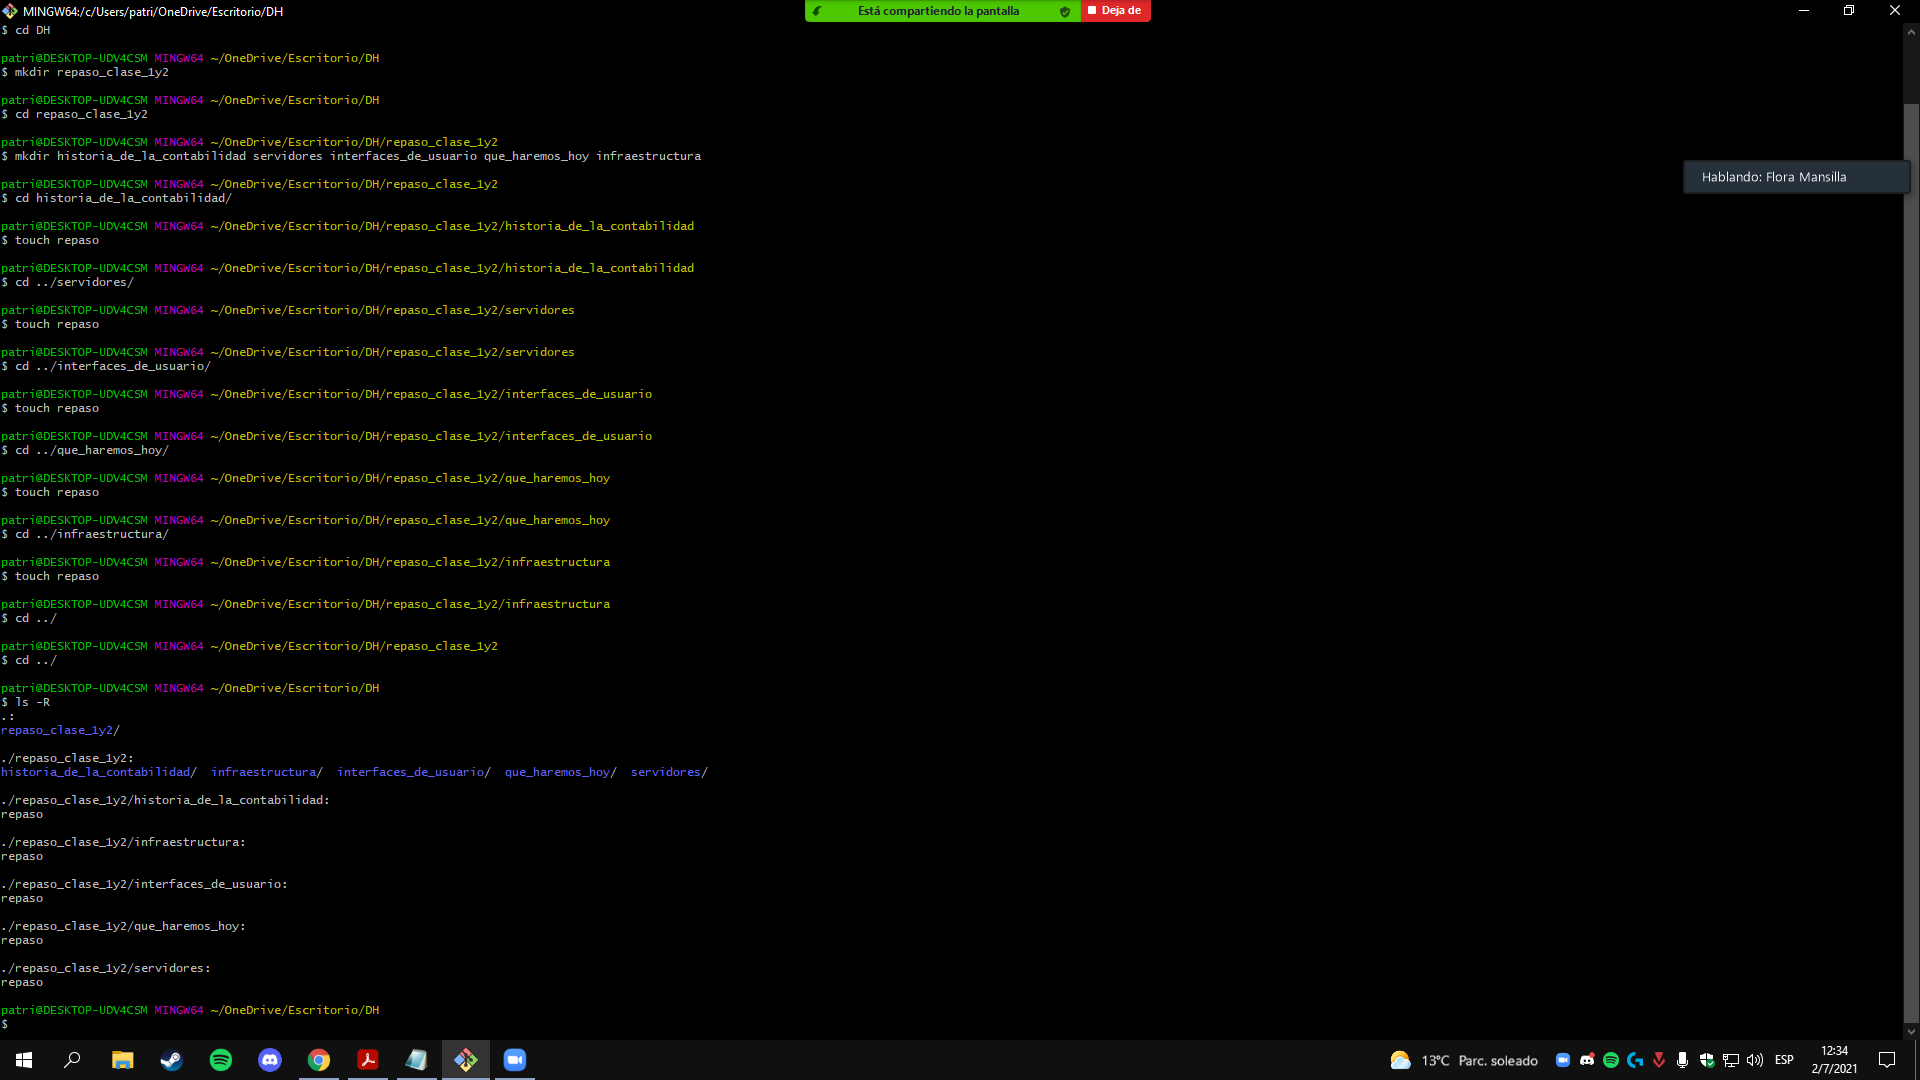 MINGW64:/c/Users/patri/OneDrive/Escritorio/DH
Está compartiendo la pantalla
Deja de
$ cd DH
patri@DESKTOP-UDV4CSM MINGW64 ~/OneDrive/Escritorio/DH
$ mkdir repaso_clase_1y2
patri@DESKTOP-UDV4CSM MINGW64 ~/OneDrive/Escritorio/DH
$ cd repaso_clase_1y2
patri@DESKTOP-UDV4CSM MINGW64 ~/OneDrive/Escritorio/DH/repaso_clase_1y2
$ mkdir historia_de_la_contabilidad servidores interfaces_de_usuario que_haremos_hoy infraestructura
patri@DESKTOP-UDV4CSM MINGW64 ~/OneDrive/Escritorio/DH/repaso_clase_1y2
Hablando: Flora Mansilla
$ cd historia_de_la_contabilidad/
patri@DESKTOP-UDV4CSM MINGW64 ~/OneDrive/Escritorio/DH/repaso_clase_1y2/historia_de_la_contabilidad
$ touch repaso
patri@DESKTOP-UDV4CSM MINGW64 ~/OneDrive/Escritorio/DH/repaso_clase_1y2/historia_de_la_contabilidad
$ cd ../servidores/
patri@DESKTOP-UDV4CSM MINGW64 ~/OneDrive/Escritorio/DH/repaso_clase_1y2/servidores
$ touch repaso
patri@DESKTOP-UDV4CSM MINGW64 ~/OneDrive/Escritorio/DH/repaso_clase_1y2/servidores
$ cd ../interfaces_de_usuario/
patri@DESKTOP-UDV4CSM MINGW64 ~/OneDrive/Escritorio/DH/repaso_clase_1y2/interfaces_de_usuario
$ touch repaso
patri@DESKTOP-UDV4CSM MINGW64 ~/OneDrive/Escritorio/DH/repaso_clase_1y2/interfaces_de_usuario
$ cd ../que_haremos_hoy/
patri@DESKTOP-UDV4CSM MINGW64 ~/OneDrive/Escritorio/DH/repaso_clase_1y2/que_haremos_hoy
$ touch repaso
patri@DESKTOP-UDV4CSM MINGW64 ~/OneDrive/Escritorio/DH/repaso_clase_1y2/que_haremos_hoy
$ cd ../infraestructura/
patri@DESKTOP-UDV4CSM MINGW64 ~/OneDrive/Escritorio/DH/repaso_clase_1y2/infraestructura
$ touch repaso
patri@DESKTOP-UDV4CSM MINGW64 ~/OneDrive/Escritorio/DH/repaso_clase_1y2/infraestructura
$ cd ../
patri@DESKTOP-UDV4CSM MINGW64 ~/OneDrive/Escritorio/DH/repaso_clase_1y2
$ cd ../
patri@DESKTOP-UDV4CSM MINGW64 ~/OneDrive/Escritorio/DH
$ ls -R
.:
repaso_clase_1y2/
./repaso_clase_1y2:
historia_de_la_contabilidad/ infraestructura/ interfaces_de_usuario/ que_haremos_hoy/ servidores/
./repaso_clase_1y2/historia_de_la_contabilidad:
repaso
./repaso_clase_1y2/infraestructura:
repaso
./repaso_clase_1y2/interfaces_de_usuario:
repaso
./repaso_clase_1y2/que_haremos_hoy:
repaso
./repaso_clase_1y2/servidores:
repaso
patri@DESKTOP-UDV4CSM MINGW64 ~/OneDrive/Escritorio/DH
$
13°C Parc. soleado
ESP
12:34
2/7/2021